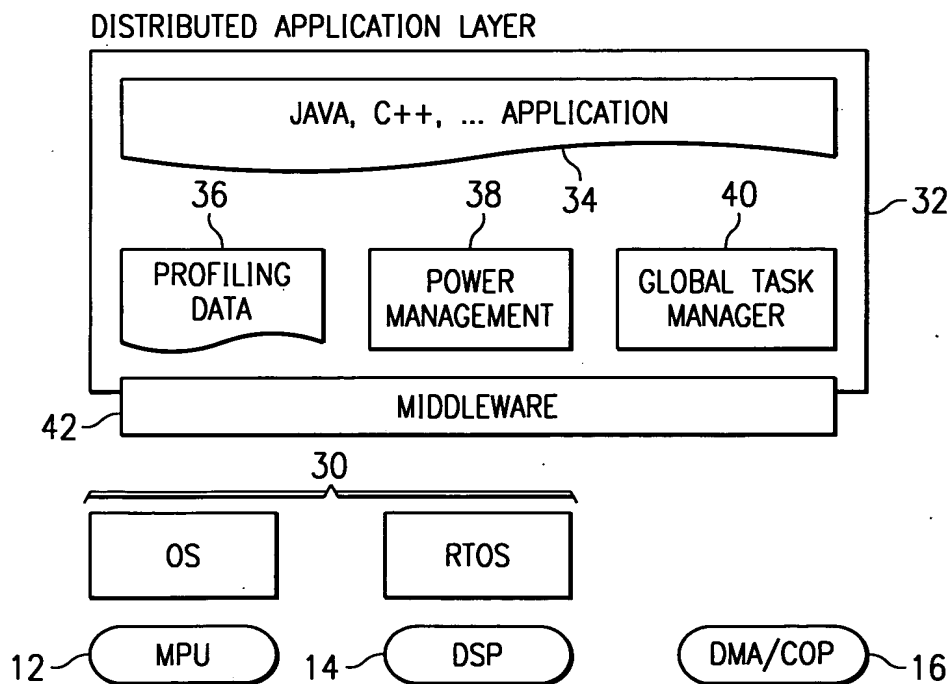 DISTRIBUTED APPLICATION LAYER
JAVA, C++, ... APPLICATION
36
38
34
40
32
PROFILING
DATA
POWER
MANAGEMENT
GLOBAL TASK
MANAGER
42
MIDDLEWARE
30
OS
RTOS
12
MPU
14
DSP
DMA/COP
16